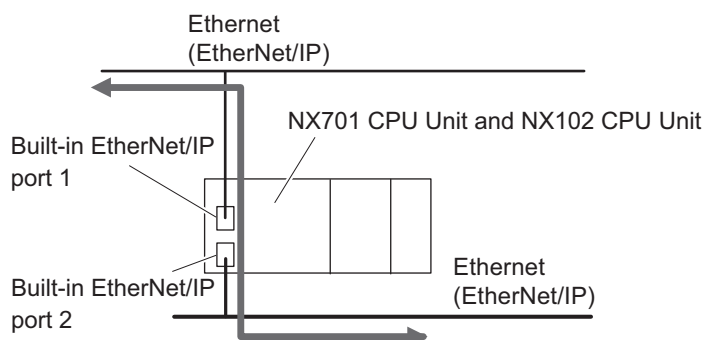 Ethernet
(EtherNet/IP)
NX701 CPU Unit and NX102 CPU Unit
Built-in EtherNet/IP
port 1
Built-in EtherNet/IP
port 2
Ethernet
(EtherNet/IP)